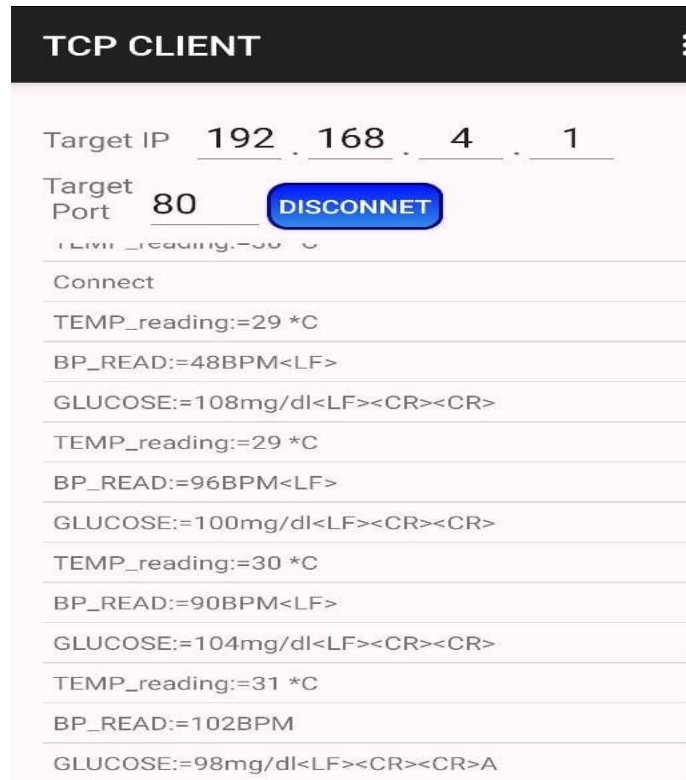 TCP CLIENT
Target IP 192 . 168 . 4 . 1
Target
Port 80 DISCONNET
Connect
TEMP_reading:=29 *C
BP_READ:=48BPM<LF>
GLUCOSE:=108mg/dl<LF><CR><CR>
TEMP_reading:=29 *C
BP_READ:=96BPM<LF>
GLUCOSE:=100mg/dl<LF><CR><CR>
TEMP_reading:=30 *C
BP_READ:=90BPM<LF>
GLUCOSE:=104mg/dl<LF><CR><CR>
TEMP_reading:=31 *C
BP_READ:=102BPM
GLUCOSE:=98mg/dl<LF><CR><CR>A